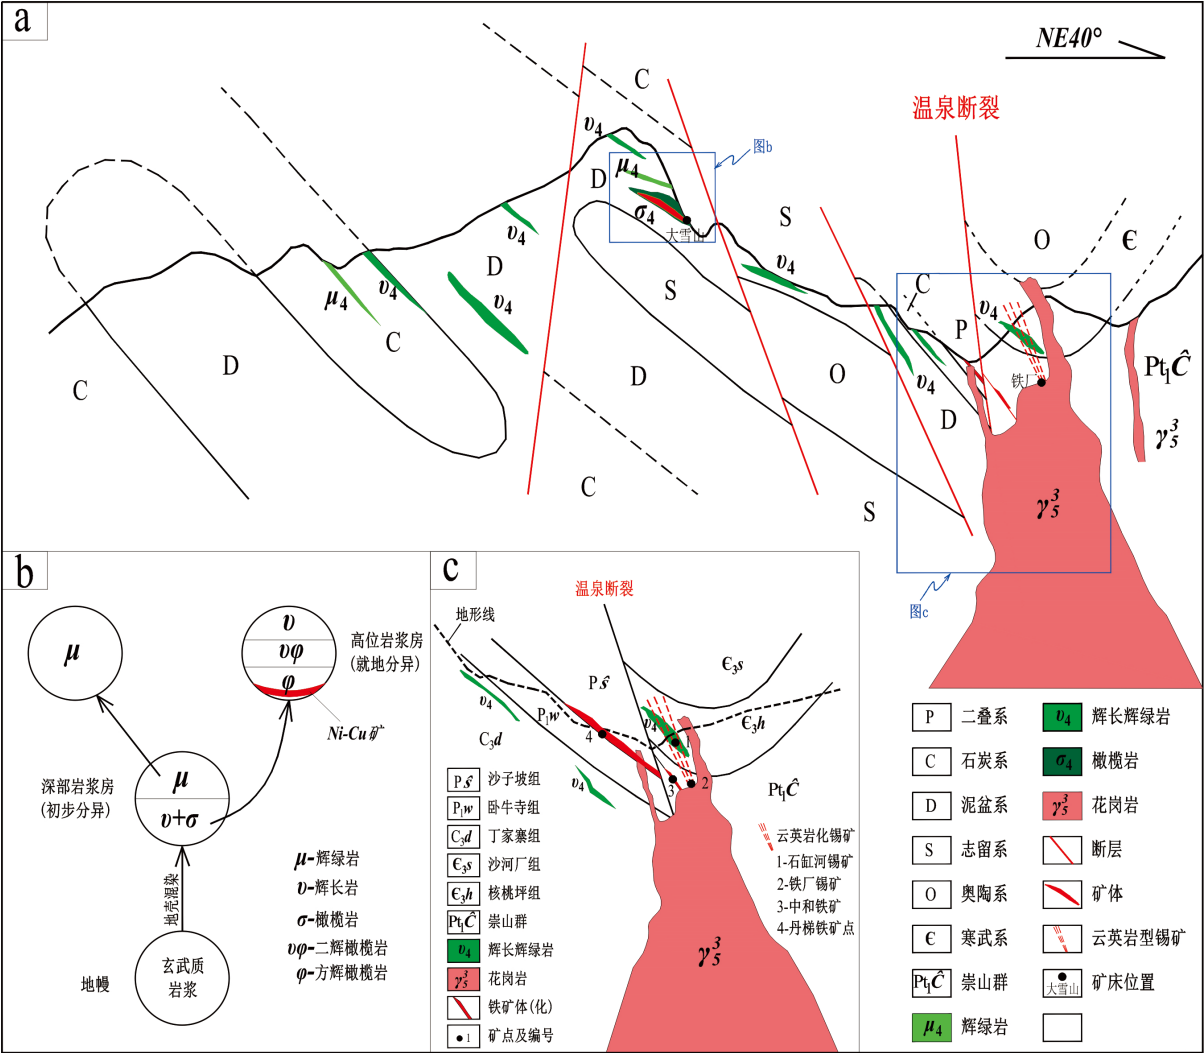 a
NE40°
温泉断裂
C
υ4
图b
D
μ4
σ4
大雪山
S
O
Є
υ4
D
υ4
υ4
S
C
P
υ4
μ4
υ4
C
D
C
D
O
υ4
D
铁厂
Pt1Ĉ
γ5³
C
S
γ5³
图c
b
μ
υ
υφ
φ
高位岩浆房
(就地分异)
Ni-Cu矿
深部岩浆房
(初步分异)
μ
υ+σ
地壳混染
地幔
玄武质
岩浆
μ-辉绿岩
υ-辉长岩
σ-橄榄岩
υφ-二辉橄榄岩
φ-方辉橄榄岩
c
温泉断裂
地形线
Pŝ
Є3s
υ4
P1w
υ4
Є3h
C3d
4
1
υ4
3
2
Pt1Ĉ
γ5³
Pŝ 沙子坡组
P1w 卧牛寺组
C3d 丁家寨组
Є3s 沙河厂组
Є3h 核桃坪组
Pt1Ĉ 崇山群
υ4 辉长辉绿岩
γ5³ 花岗岩
铁矿体(化)
1 矿点及编号
云英岩化锡矿
1-石缸河锡矿
2-铁厂锡矿
3-中和铁矿
4-丹梯铁矿点
P 二叠系
C 石炭系
D 泥盆系
S 志留系
O 奥陶系
Є 寒武系
Pt1Ĉ 崇山群
μ4 辉绿岩
υ4 辉长辉绿岩
σ4 橄榄岩
γ5³ 花岗岩
断层
矿体
云英岩型锡矿
大雪山 矿床位置